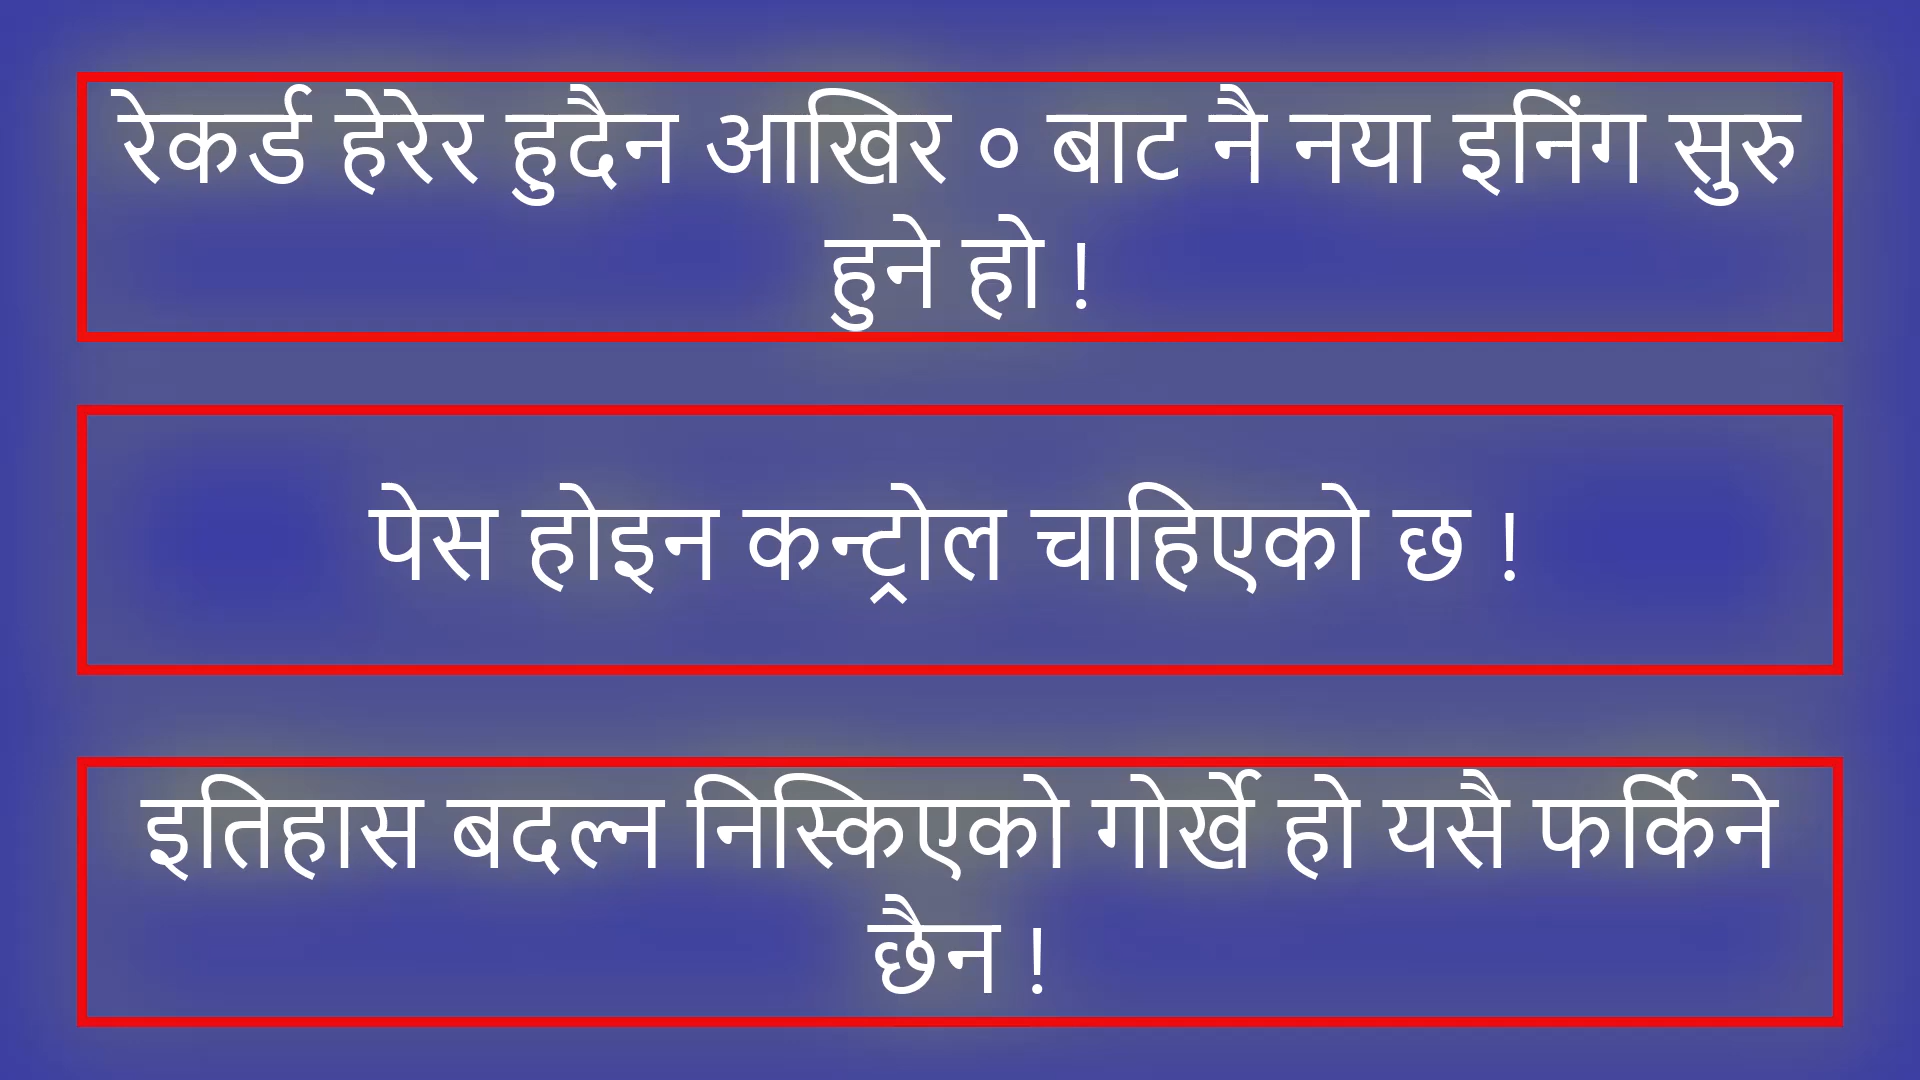 रेकर्ड हेरेर हुदैन आखिर ० बाट नै नया इनिंग सुरु
हुने हो !
पेस होइन कन्ट्रोल चाहिएको छ !
इतिहास बदल्न निस्किएको गोर्खे हो यसै फर्किने
छैन !